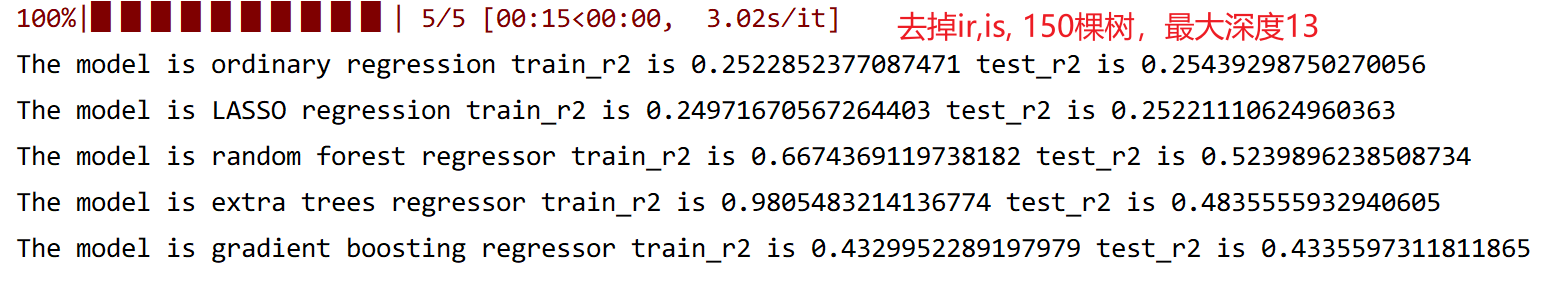 100%|██████████| 5/5 [00:15<00:00, 3.02s/it] 去掉ir,is, 150棵树，最大深度13
The model is ordinary regression train_r2 is 0.2522852377087471 test_r2 is 0.25439298750270056
The model is LASSO regression train_r2 is 0.24971670567264403 test_r2 is 0.25221110624960363
The model is random forest regressor train_r2 is 0.6674369119738182 test_r2 is 0.5239896238508734
The model is extra trees regressor train_r2 is 0.9805483214136774 test_r2 is 0.4835555932940605
The model is gradient boosting regressor train_r2 is 0.4329952289197979 test_r2 is 0.4335597311811865